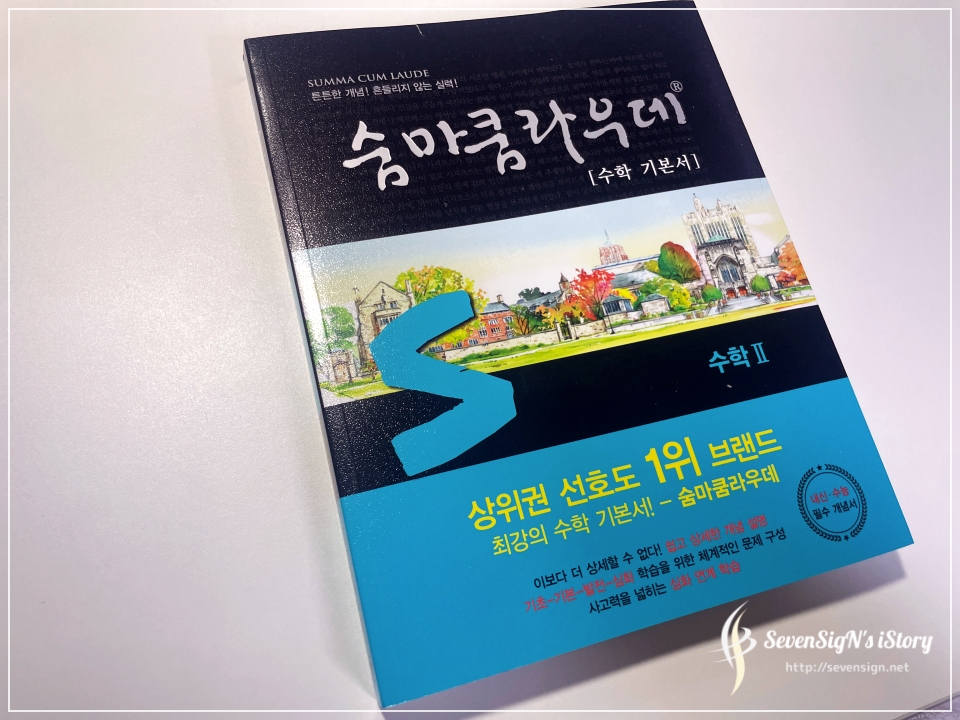 SUMMA CUM LAUDE
튼튼한 개념! 흔들리지 않는 실력!
숨마쿰라우데®
[수학 기본서]
수학Ⅱ
상위권 선호도 1위 브랜드
최강의 수학 기본서! - 숨마쿰라우데
내신·수능
필수 개념서
이보다 더 상세할 수 없다! 쉽고 상세한 개념 설명
기초-기본-발전-심화 학습을 위한 체계적인 문제 구성
사고력을 넓히는 심화 연계 학습
SevenSigN's iStory
http://sevensign.net